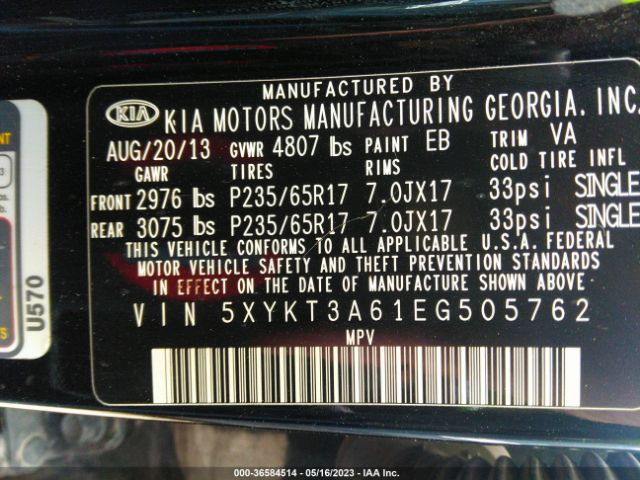 MANUFACTURED BY
KIA KIA MOTORS MANUFACTURING GEORGIA, INC.
AUG/20/13 GVWR 4807 lbs PAINT EB TRIM VA
GAWR TIRES RIMS COLD TIRE INFL
FRONT 2976 lbs P235/65R17 7.0JX17 33psi SINGLE
REAR 3075 lbs P235/65R17 7.0JX17 33psi SINGLE
THIS VEHICLE CONFORMS TO ALL APPLICABLE U.S.A. FEDERAL
MOTOR VEHICLE SAFETY AND THEFT PREVENTION STANDARDS
IN EFFECT ON THE DATE OF MANUFACTURE SHOWN ABOVE.
VIN 5XYKT3A61EG505762
MPV
U570
000-36584514 - 05/16/2023 - IAA Inc.